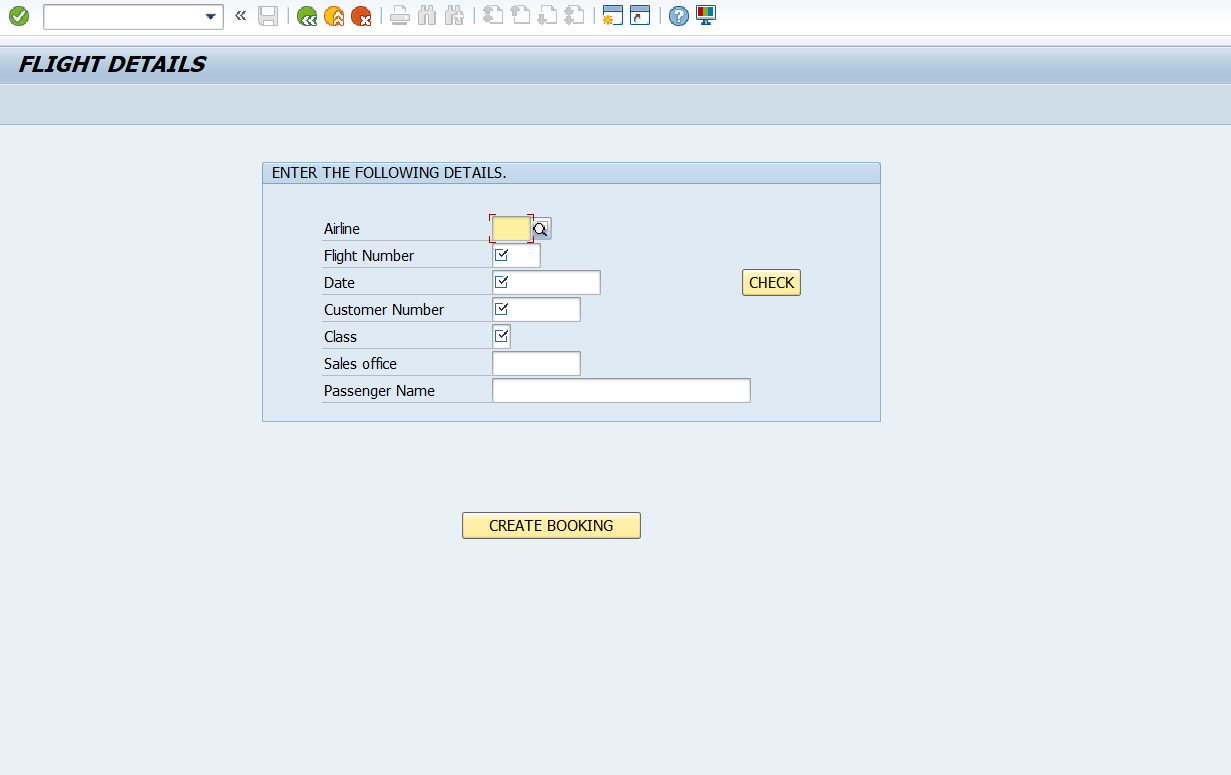 FLIGHT DETAILS
ENTER THE FOLLOWING DETAILS.
Airline
Flight Number
Date
CHECK
Customer Number
Class
Sales office
Passenger Name
CREATE BOOKING